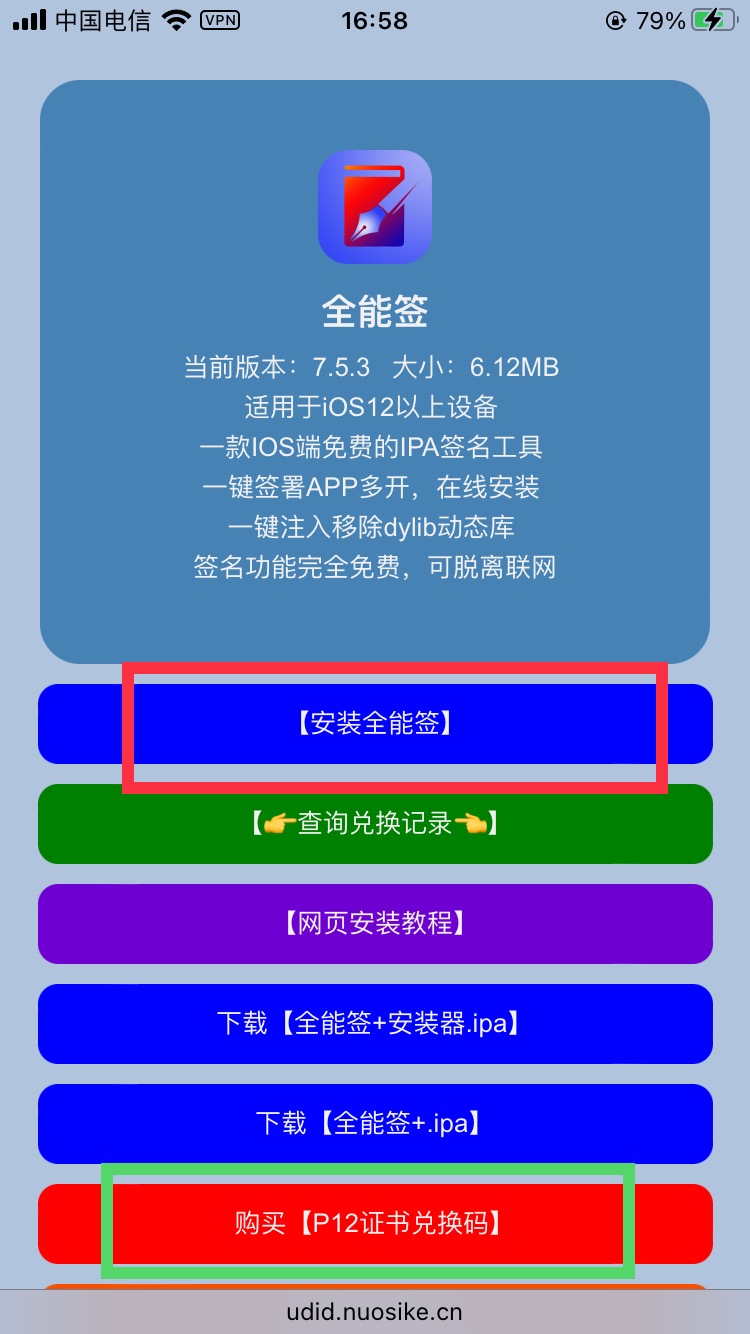 中国电信 VPN 16:58 79%
全能签
当前版本：7.5.3 大小：6.12MB
适用于iOS12以上设备
一款IOS端免费的IPA签名工具
一键签署APP多开，在线安装
一键注入移除dylib动态库
签名功能完全免费，可脱离联网
【安装全能签】
【👉查询兑换记录👈】
【网页安装教程】
下载【全能签+安装器.ipa】
下载【全能签+.ipa】
购买【P12证书兑换码】
udid.nuosike.cn